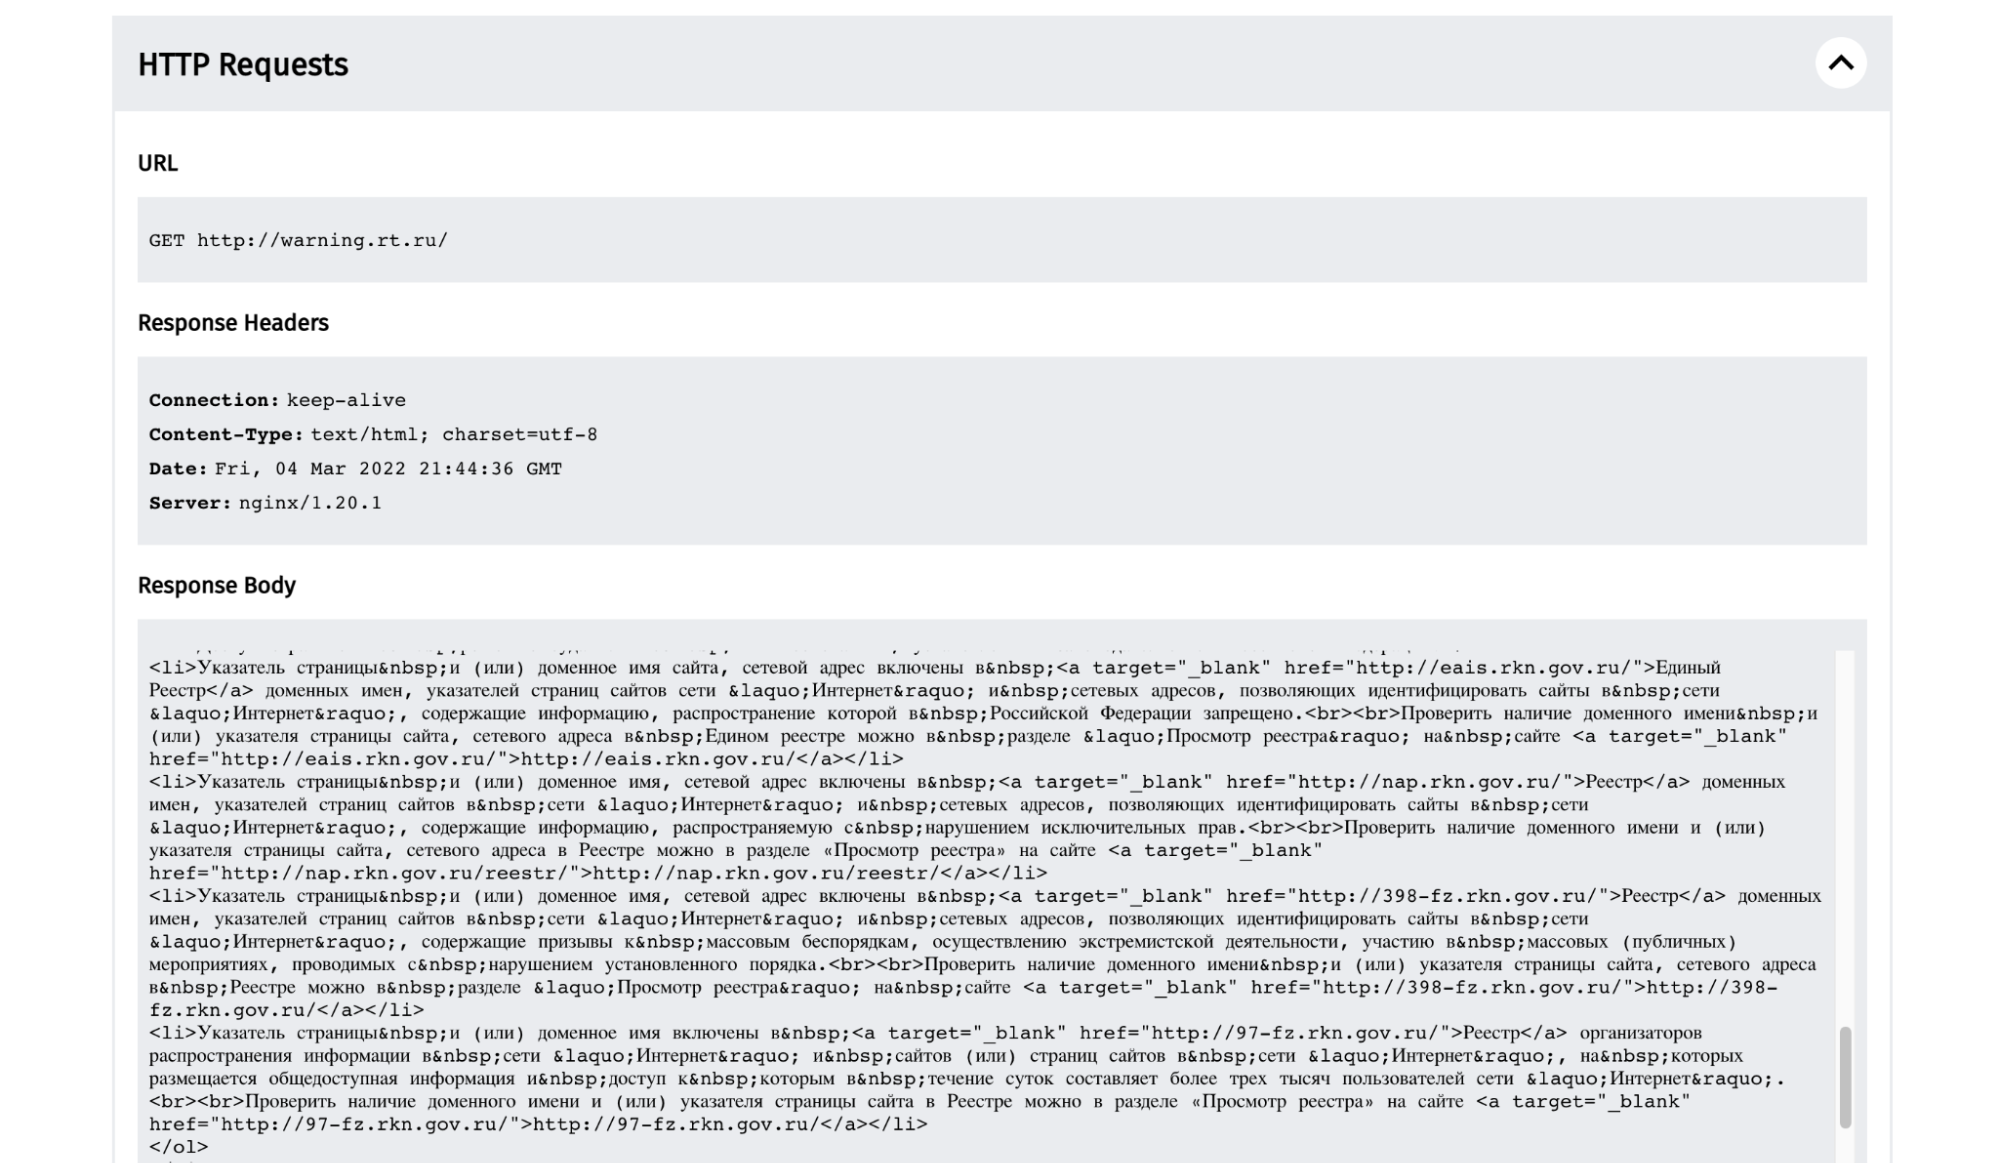 HTTP Requests
URL
GET http://warning.rt.ru/
Response Headers
Connection: keep-alive
Content-Type: text/html; charset=utf-8
Date: Fri, 04 Mar 2022 21:44:36 GMT
Server: nginx/1.20.1
Response Body
<li>Указатель страницы&nbsp;и (или) доменное имя сайта, сетевой адрес включены в&nbsp;<a target="_blank" href="http://eais.rkn.gov.ru/">Единый
Реестр</a> доменных имен, указателей страниц сайтов сети &laquo;Интернет&raquo; и&nbsp;сетевых адресов, позволяющих идентифицировать сайты в&nbsp;сети
&laquo;Интернет&raquo;, содержащие информацию, распространение которой в&nbsp;Российской Федерации запрещено.<br><br>Проверить наличие доменного имени&nbsp;и
(или) указателя страницы сайта, сетевого адреса в&nbsp;Едином реестре можно в&nbsp;разделе &laquo;Просмотр реестра&raquo; на&nbsp;сайте <a target="_blank"
href="http://eais.rkn.gov.ru/">http://eais.rkn.gov.ru/</a></li>
<li>Указатель страницы&nbsp;и (или) доменное имя, сетевой адрес включены в&nbsp;<a target="_blank" href="http://nap.rkn.gov.ru/">Реестр</a> доменных
имен, указателей страниц сайтов в&nbsp;сети &laquo;Интернет&raquo; и&nbsp;сетевых адресов, позволяющих идентифицировать сайты в&nbsp;сети
&laquo;Интернет&raquo;, содержащие информацию, распространяемую с&nbsp;нарушением исключительных прав.<br><br>Проверить наличие доменного имени и (или)
указателя страницы сайта, сетевого адреса в Реестре можно в разделе «Просмотр реестра» на сайте <a target="_blank"
href="http://nap.rkn.gov.ru/reestr/">http://nap.rkn.gov.ru/reestr/</a></li>
<li>Указатель страницы&nbsp;и (или) доменное имя, сетевой адрес включены в&nbsp;<a target="_blank" href="http://398-fz.rkn.gov.ru/">Реестр</a> доменных
имен, указателей страниц сайтов в&nbsp;сети &laquo;Интернет&raquo; и&nbsp;сетевых адресов, позволяющих идентифицировать сайты в&nbsp;сети
&laquo;Интернет&raquo;, содержащие призывы к&nbsp;массовым беспорядкам, осуществлению экстремистской деятельности, участию в&nbsp;массовых (публичных)
мероприятиях, проводимых с&nbsp;нарушением установленного порядка.<br><br>Проверить наличие доменного имени&nbsp;и (или) указателя страницы сайта, сетевого адреса
в&nbsp;Реестре можно в&nbsp;разделе &laquo;Просмотр реестра&raquo; на&nbsp;сайте <a target="_blank" href="http://398-fz.rkn.gov.ru/">http://398-
fz.rkn.gov.ru/</a></li>
<li>Указатель страницы&nbsp;и (или) доменное имя включены в&nbsp;<a target="_blank" href="http://97-fz.rkn.gov.ru/">Реестр</a> организаторов
распространения информации в&nbsp;сети &laquo;Интернет&raquo; и&nbsp;сайтов (или) страниц сайтов в&nbsp;сети &laquo;Интернет&raquo;, на&nbsp;которых
размещается общедоступная информация и&nbsp;доступ к&nbsp;которым в&nbsp;течение суток составляет более трех тысяч пользователей сети &laquo;Интернет&raquo;.
<br><br>Проверить наличие доменного имени и (или) указателя страницы сайта в Реестре можно в разделе «Просмотр реестра» на сайте <a target="_blank"
href="http://97-fz.rkn.gov.ru/">http://97-fz.rkn.gov.ru/</a></li>
</ol>